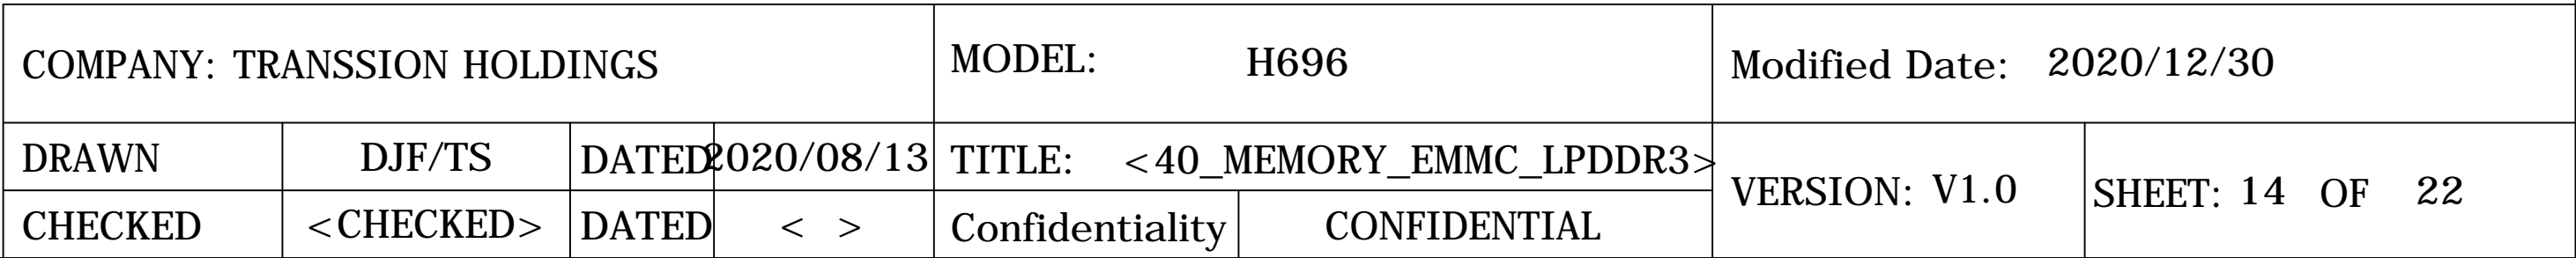 COMPANY: TRANSSION HOLDINGS
MODEL: H696
Modified Date: 2020/12/30
DRAWN DJF/TS DATED 2020/08/13
TITLE: <40_MEMORY_EMMC_LPDDR3>
VERSION: V1.0
SHEET: 14 OF 22
CHECKED <CHECKED> DATED < >
Confidentiality CONFIDENTIAL